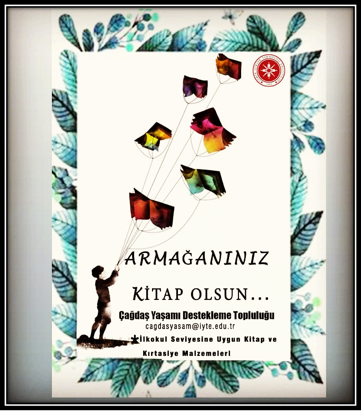 ARMAĞANINIZ
KİTAP OLSUN...
Çağdaş Yaşamı Destekleme Topluluğu
cagdasyasam@iyte.edu.tr
★İlkokul Seviyesine Uygun Kitap ve
Kırtasiye Malzemeleri